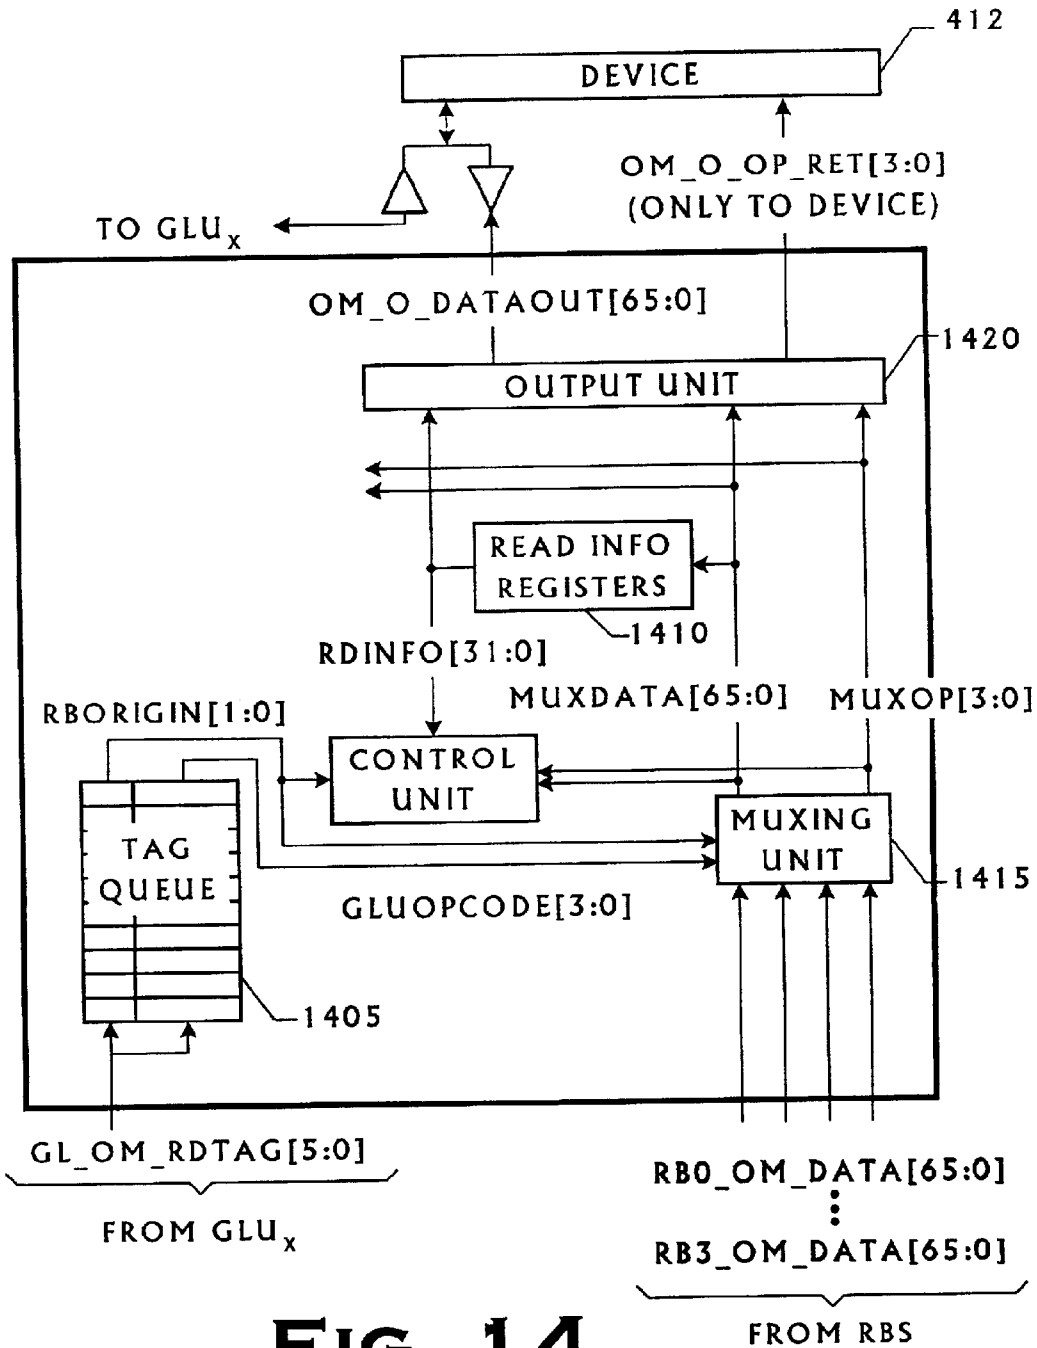 412
DEVICE
OM_O_OP_RET[3:0]
(ONLY TO DEVICE)
TO GLUx
OM_O_DATAOUT[65:0]
1420
OUTPUT UNIT
READ INFO
REGISTERS
1410
RDINFO[31:0]
MUXDATA[65:0]
MUXOP[3:0]
RBORIGIN[1:0]
CONTROL
UNIT
MUXING
UNIT
TAG
QUEUE
1415
GLUOPCODE[3:0]
1405
GL_OM_RDTAG[5:0]
FROM GLUx
RB0_OM_DATA[65:0]
RB3_OM_DATA[65:0]
FROM RBS
FIG. 14